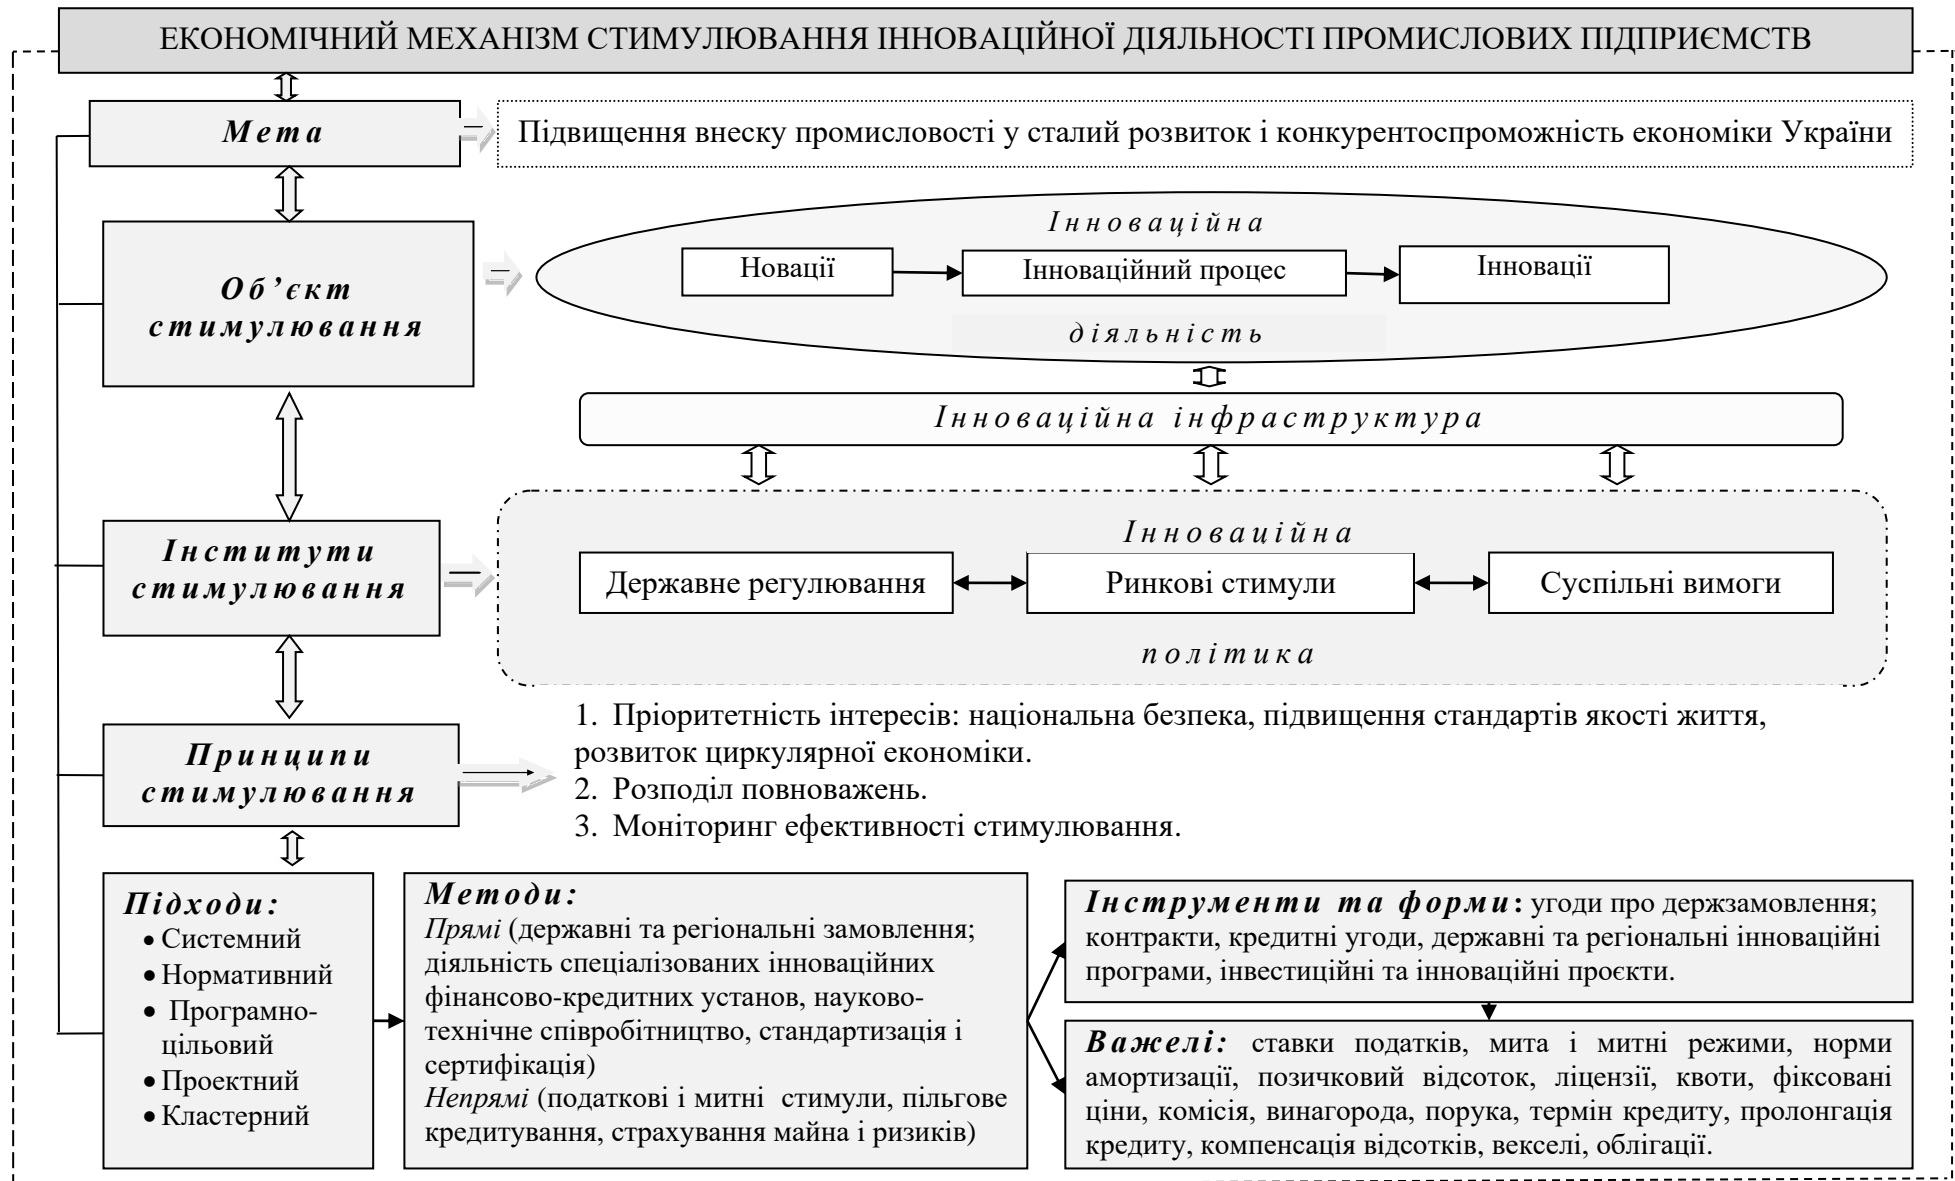 ЕКОНОМІЧНИЙ МЕХАНІЗМ СТИМУЛЮВАННЯ ІННОВАЦІЙНОЇ ДІЯЛЬНОСТІ ПРОМИСЛОВИХ ПІДПРИЄМСТВ
Мета
Підвищення внеску промисловості у сталий розвиток і конкурентоспроможність економіки України
Об’єкт
стимулювання
Інноваційна
Новації
Інноваційний процес
Інновації
діяльність
Інноваційна інфраструктура
Інститути
стимулювання
Інноваційна
Державне регулювання
Ринкові стимули
Суспільні вимоги
політика
Принципи
стимулювання
1. Пріоритетність інтересів: національна безпека, підвищення стандартів якості життя,
розвиток циркулярної економіки.
2. Розподіл повноважень.
3. Моніторинг ефективності стимулювання.
Підходи:
• Системний
• Нормативний
• Програмно-
цільовий
• Проектний
• Кластерний
Методи:
Прямі (державні та регіональні замовлення;
діяльність спеціалізованих інноваційних
фінансово-кредитних установ, науково-
технічне співробітництво, стандартизація і
сертифікація)
Непрямі (податкові і митні стимули, пільгове
кредитування, страхування майна і ризиків)
Інструменти та форми: угоди про держзамовлення;
контракти, кредитні угоди, державні та регіональні інноваційні
програми, інвестиційні та інноваційні проєкти.
Важелі: ставки податків, мита і митні режими, норми
амортизації, позичковий відсоток, ліцензії, квоти, фіксовані
ціни, комісія, винагорода, порука, термін кредиту, пролонгація
кредиту, компенсація відсотків, векселі, облігації.